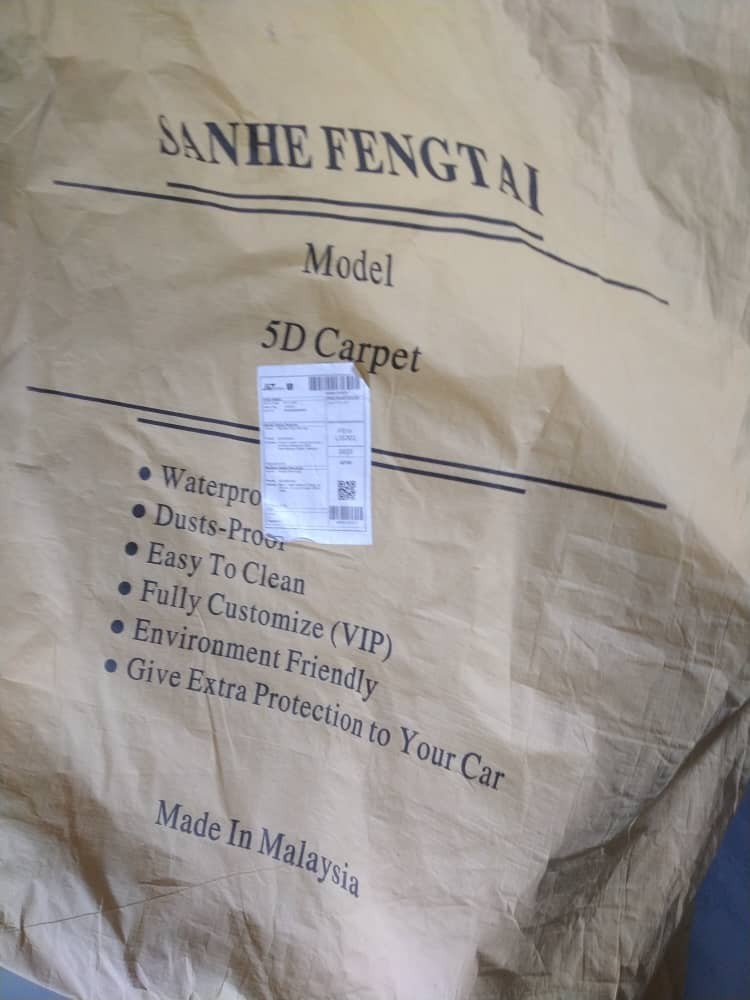 SANHE FENGTAI
Model
5D Carpet
J&T
• Waterpro
• Dusts-Proof
• Easy To Clean
• Fully Customize (VIP)
• Environment Friendly
• Give Extra Protection to Your Car
Made In Malaysia